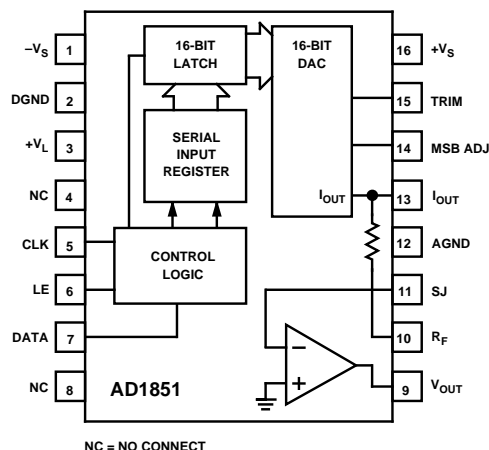 –VS 1
DGND 2
+VL 3
NC 4
CLK 5
LE 6
DATA 7
NC 8
16-BIT
LATCH
16-BIT
DAC
SERIAL
INPUT
REGISTER
CONTROL
LOGIC
IOUT
–
+
AD1851
16 +VS
15 TRIM
14 MSB ADJ
13 IOUT
12 AGND
11 SJ
10 RF
9 VOUT
NC = NO CONNECT